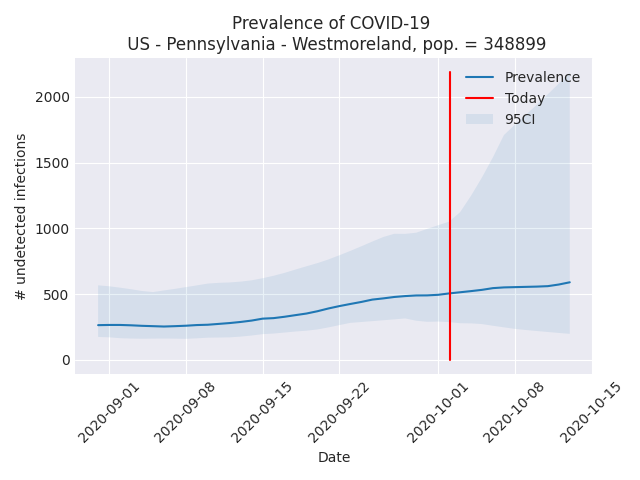 Prevalence of COVID-19
US - Pennsylvania - Westmoreland, pop. = 348899
Prevalence
Today
95CI
# undetected infections
2000
1500
1000
500
0
2020-09-01
2020-09-08
2020-09-15
2020-09-22
2020-10-01
2020-10-08
2020-10-15
Date